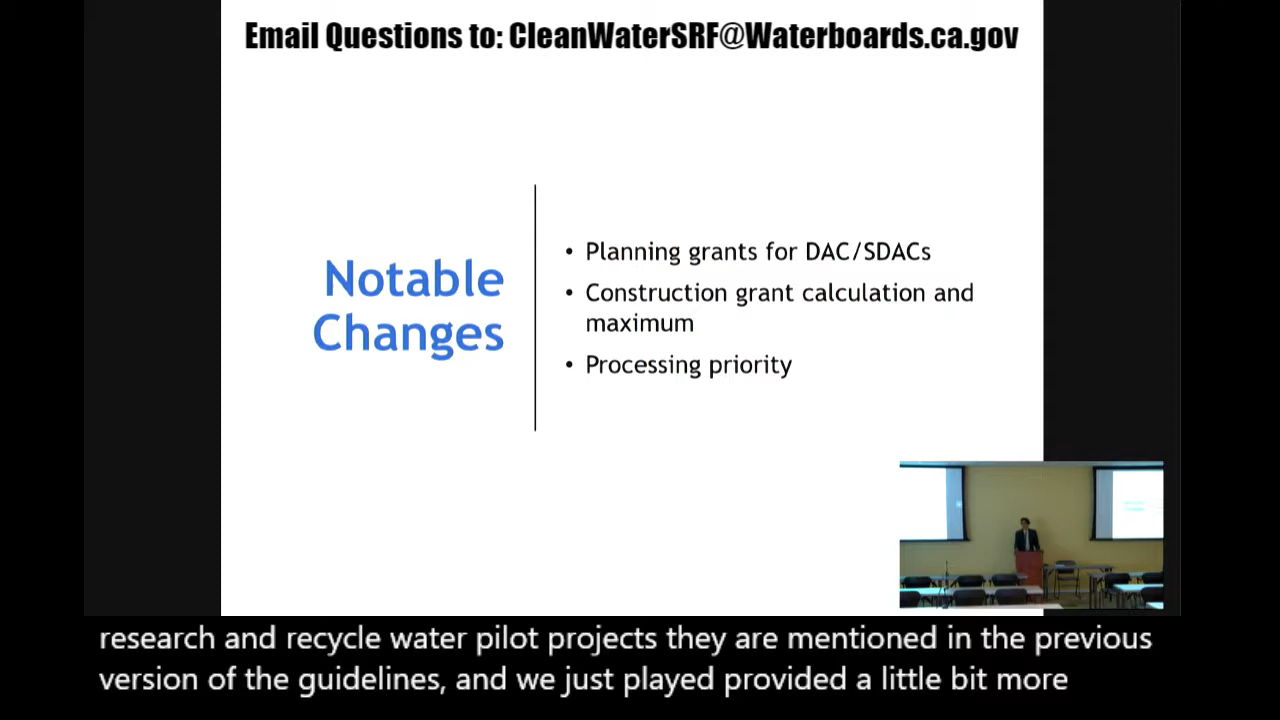 Email Questions to: CleanWaterSRF@Waterboards.ca.gov
Notable
Changes
• Planning grants for DAC/SDACs
• Construction grant calculation and
maximum
• Processing priority
research and recycle water pilot projects they are mentioned in the previous
version of the guidelines, and we just played provided a little bit more